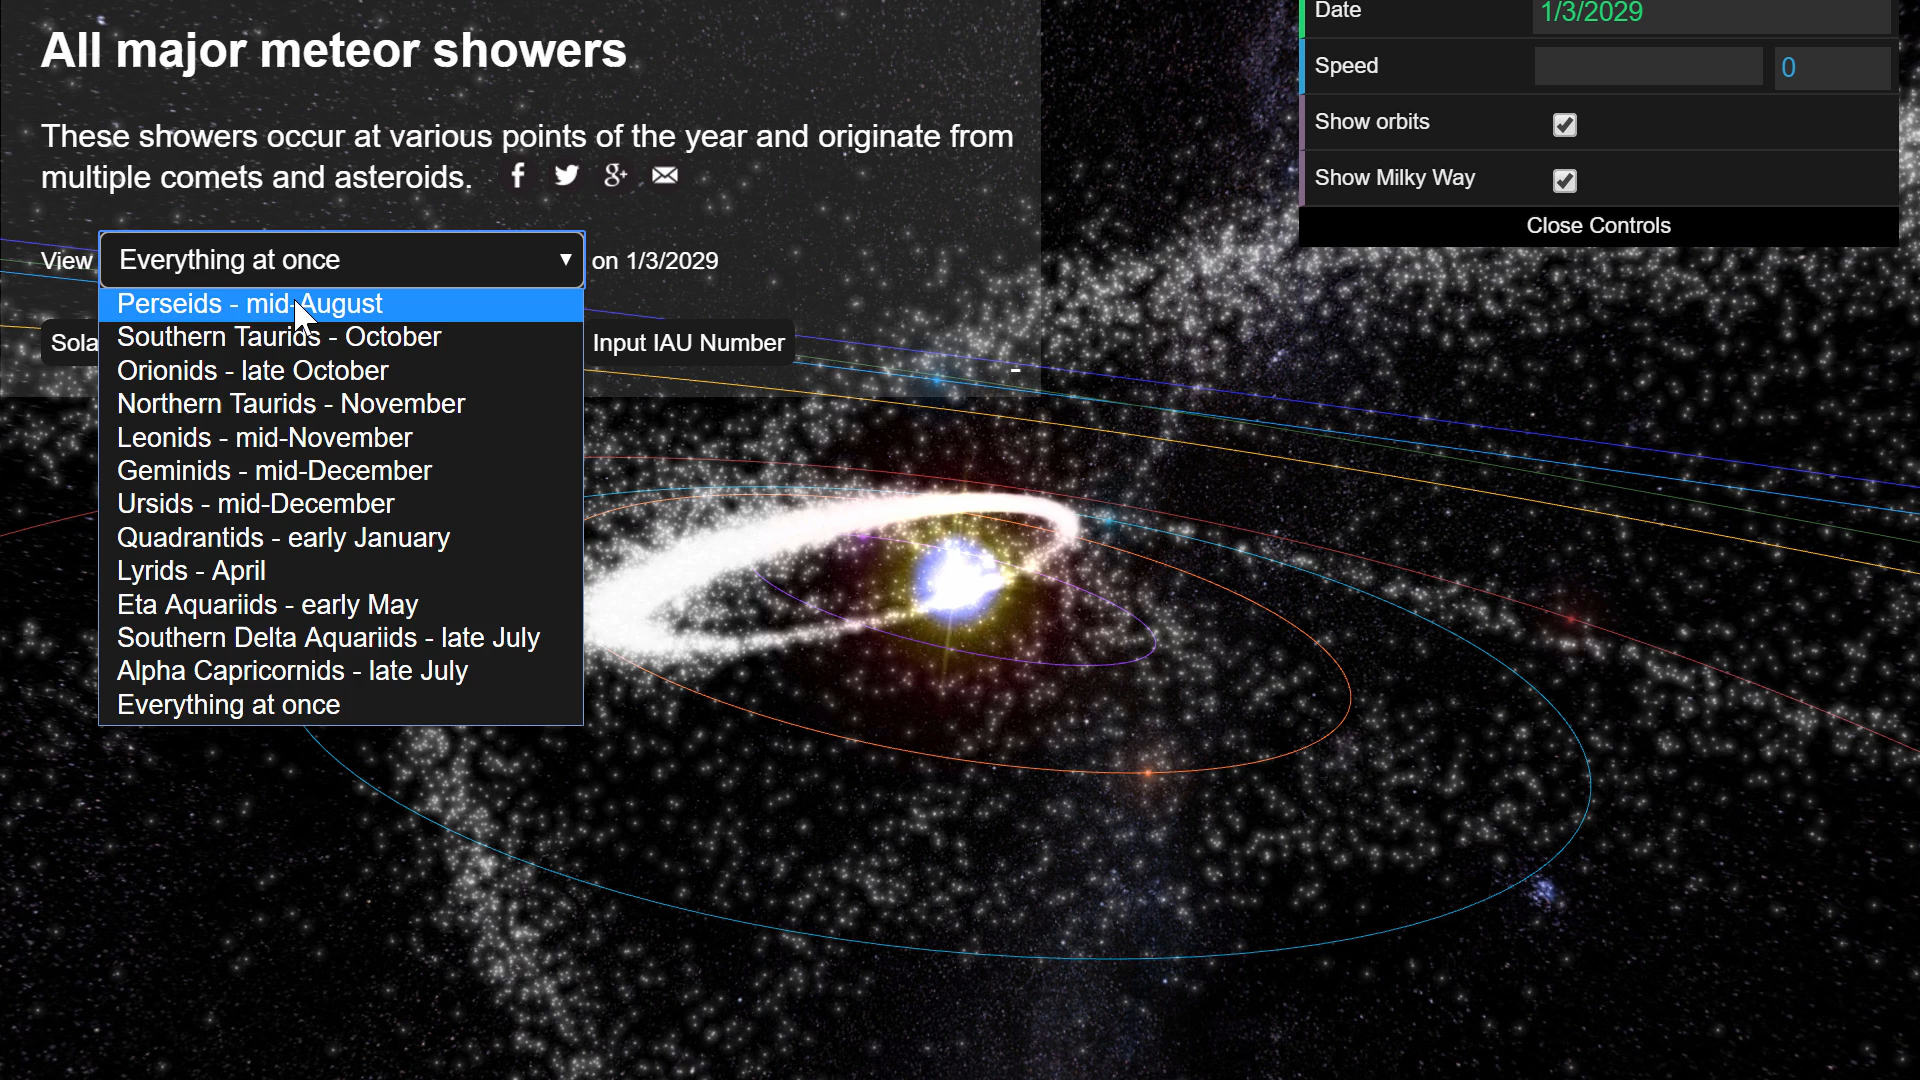 All major meteor showers
These showers occur at various points of the year and originate from
multiple comets and asteroids.
View Everything at once on 1/3/2029
Perseids - mid-August
Southern Taurids - October
Orionids - late October
Northern Taurids - November
Leonids - mid-November
Geminids - mid-December
Ursids - mid-December
Quadrantids - early January
Lyrids - April
Eta Aquariids - early May
Southern Delta Aquariids - late July
Alpha Capricornids - late July
Everything at once
Sola
Input IAU Number
-
Date 1/3/2029
Speed 0
Show orbits
Show Milky Way
Close Controls